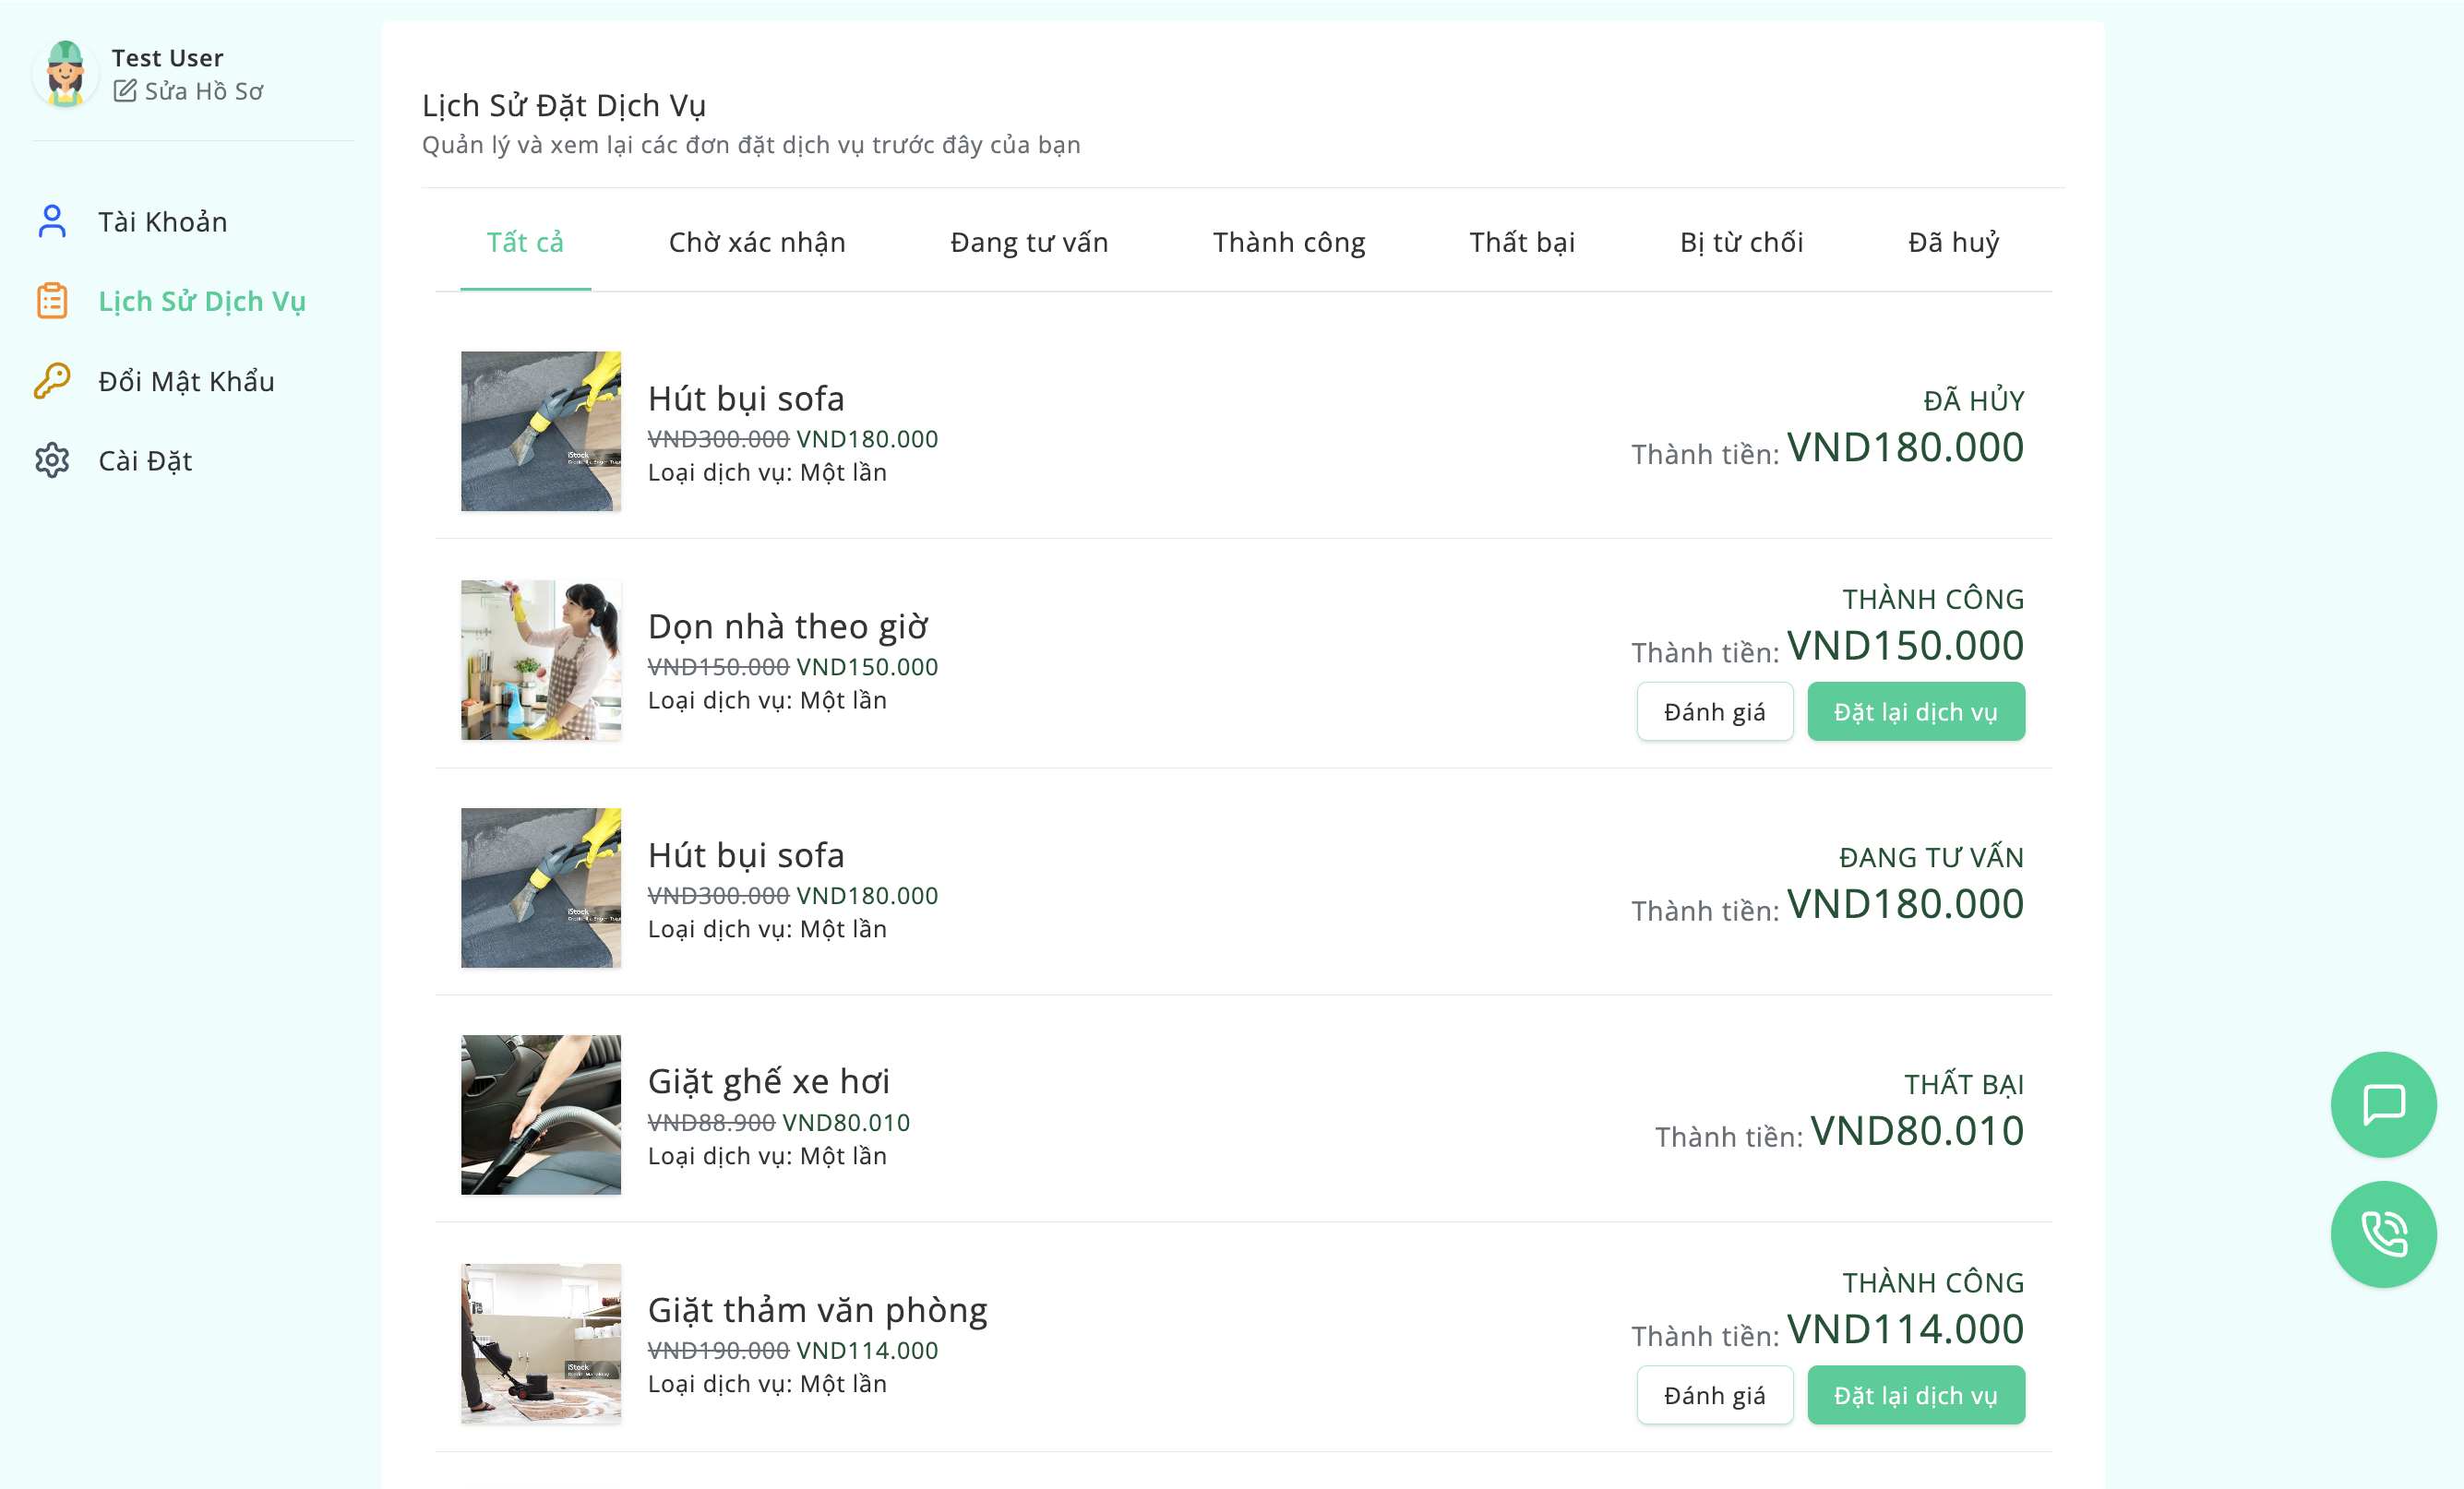 Test User
Sửa Hồ Sơ
Tài Khoản
Lịch Sử Dịch Vụ
Đổi Mật Khẩu
Cài Đặt
Lịch Sử Đặt Dịch Vụ
Quản lý và xem lại các đơn đặt dịch vụ trước đây của bạn
Tất cả Chờ xác nhận Đang tư vấn Thành công Thất bại Bị từ chối Đã huỷ
Hút bụi sofa
VND300.000 VND180.000
Loại dịch vụ: Một lần
ĐÃ HỦY
Thành tiền: VND180.000
iStock
Dọn nhà theo giờ
VND150.000 VND150.000
Loại dịch vụ: Một lần
THÀNH CÔNG
Thành tiền: VND150.000
Đánh giá Đặt lại dịch vụ
Hút bụi sofa
VND300.000 VND180.000
Loại dịch vụ: Một lần
ĐANG TƯ VẤN
Thành tiền: VND180.000
iStock
Giặt ghế xe hơi
VND88.900 VND80.010
Loại dịch vụ: Một lần
THẤT BẠI
Thành tiền: VND80.010
Giặt thảm văn phòng
VND190.000 VND114.000
Loại dịch vụ: Một lần
THÀNH CÔNG
Thành tiền: VND114.000
Đánh giá Đặt lại dịch vụ
iStock